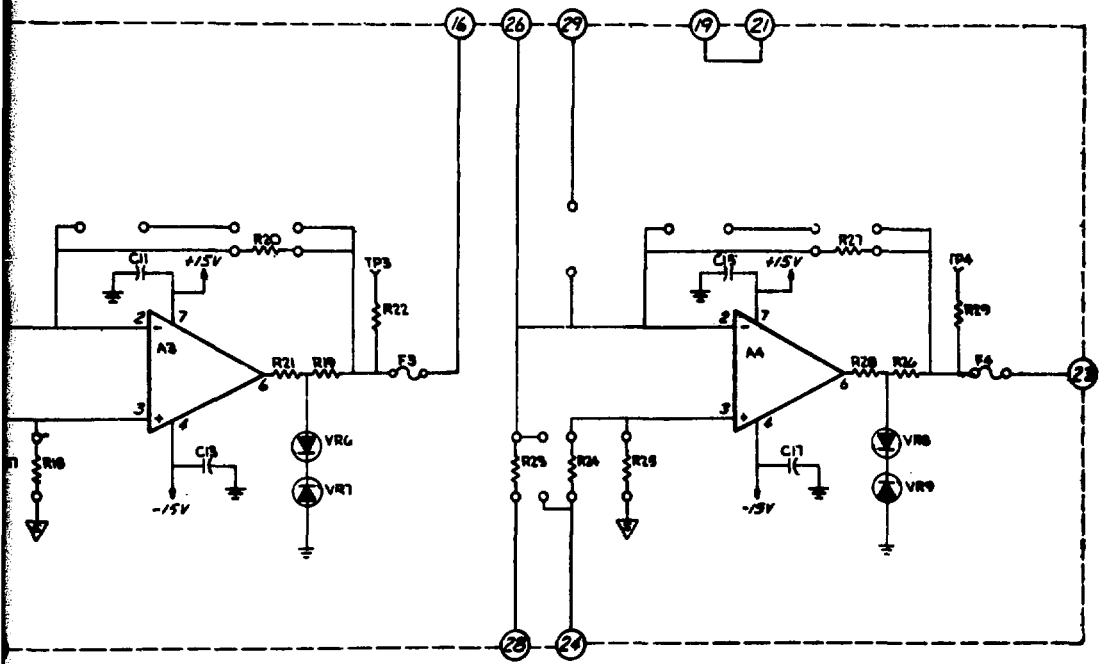 16 26 29 19 21
R20 R27
C11 +15V TP3 C15 +15V TP4
R22 R29
2 7 2 7
A3 R21 R19 F3 A4 R28 R26 F4
6 6 22
3 4 3 4
C13 VR6 C17 VR8
R18 R23 R24 R25
VR7 VR9
-15V -15V
28 24